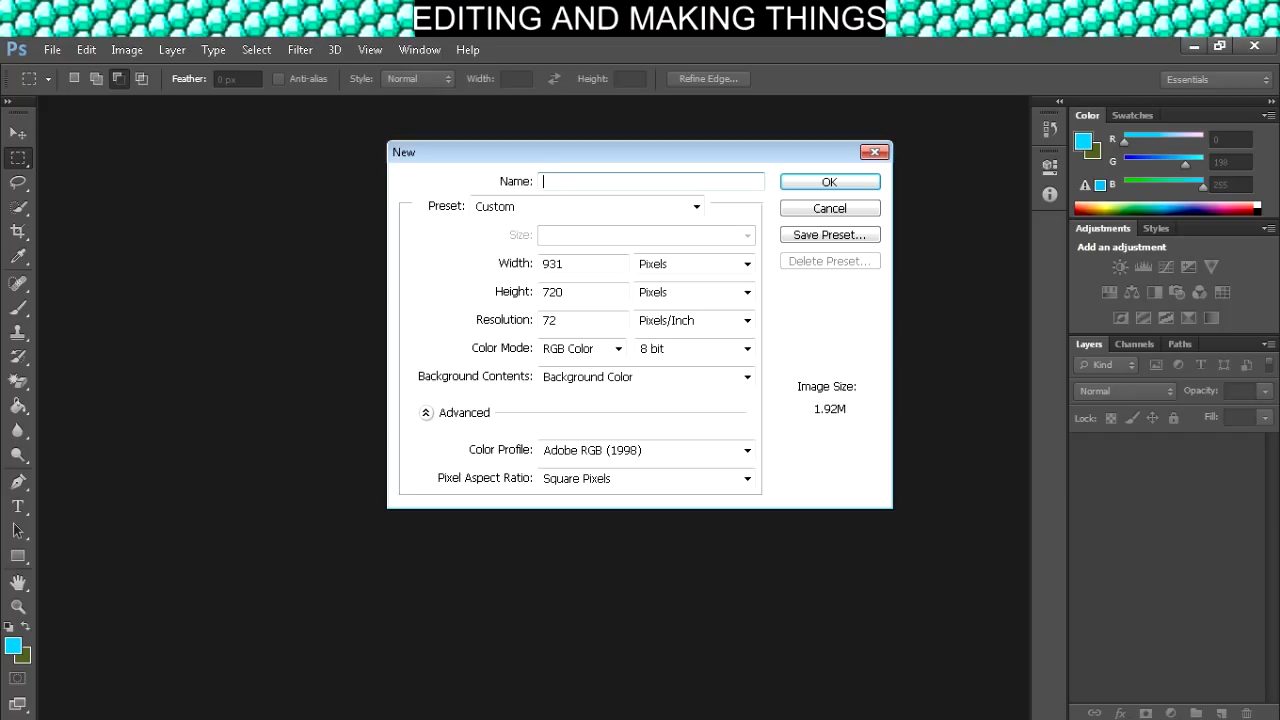 EDITING AND MAKING THINGS
Ps File Edit Image Layer Type Select Filter 3D View Window Help
Feather: 0 px Anti-alias Style: Normal Width: Height: Refine Edge... Essentials
New
Name:
OK
Preset: Custom
Cancel
Size:
Save Preset...
Width: 931 Pixels
Delete Preset...
Height: 720 Pixels
Resolution: 72 Pixels/Inch
Color Mode: RGB Color 8 bit
Background Contents: Background Color
Image Size:
1.92M
Advanced
Color Profile: Adobe RGB (1998)
Pixel Aspect Ratio: Square Pixels
Color Swatches
R 0
G 198
B 255
Adjustments Styles
Add an adjustment
Layers Channels Paths
Kind
Normal Opacity:
Lock: Fill: